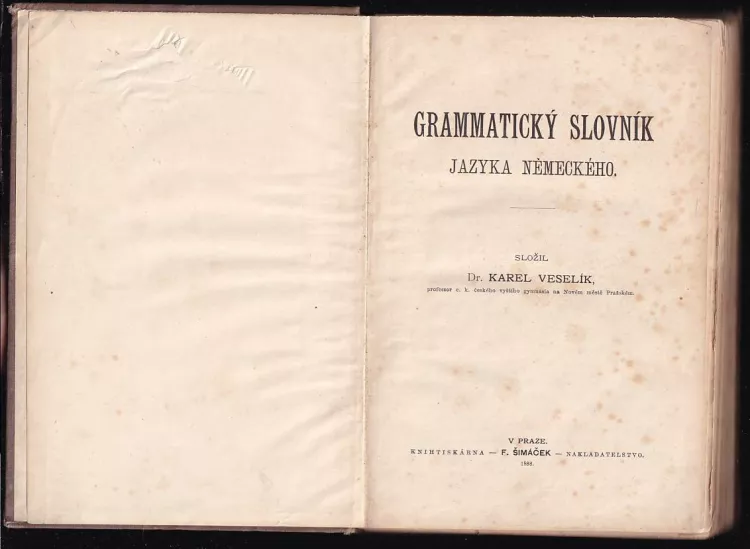 GRAMMATICKÝ SLOVNÍK
JAZYKA NĚMECKÉHO.
SLOŽIL
Dr. KAREL VESELÍK,
professor c. k. českého vyššího gymnasia na Novém městě Pražském.
V PRAZE.
KNIHTISKÁRNA — F. ŠIMÁČEK — NAKLADATELSTVO.